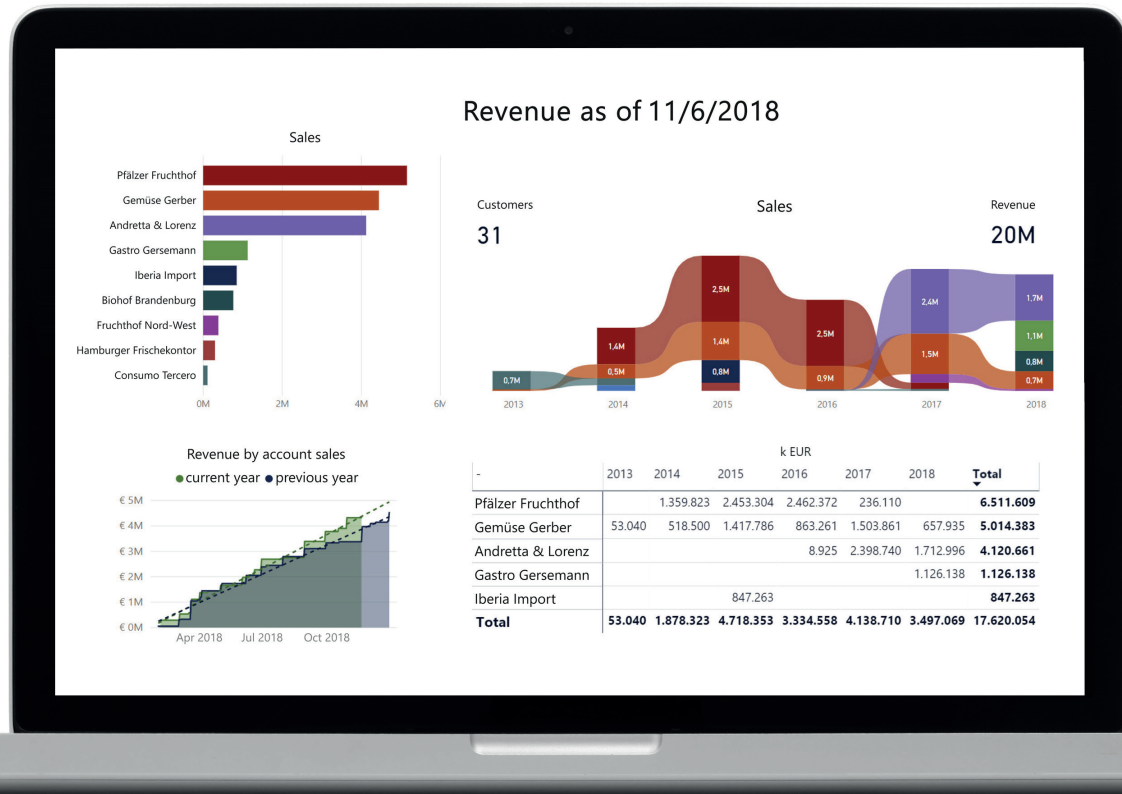 Revenue as of 11/6/2018
Sales
Pfälzer Fruchthof
Gemüse Gerber
Andretta & Lorenz
Gastro Gersemann
Iberia Import
Biohof Brandenburg
Fruchthof Nord-West
Hamburger Frischekontor
Consumo Tercero
0M 2M 4M 6M
Customers
31
Sales
Revenue
20M
0,7M
1,4M
0,5M
2,5M
1,4M
0,8M
2,5M
0,9M
2,4M
1,5M
1,7M
1,1M
0,8M
0,7M
2013 2014 2015 2016 2017 2018
Revenue by account sales
current year previous year
€ 5M
€ 4M
€ 3M
€ 2M
€ 1M
€ 0M
Apr 2018 Jul 2018 Oct 2018
k EUR
- 2013 2014 2015 2016 2017 2018 Total
Pfälzer Fruchthof 1.359.823 2.453.304 2.462.372 236.110 6.511.609
Gemüse Gerber 53.040 518.500 1.417.786 863.261 1.503.861 657.935 5.014.383
Andretta & Lorenz 8.925 2.398.740 1.712.996 4.120.661
Gastro Gersemann 1.126.138 1.126.138
Iberia Import 847.263 847.263
Total 53.040 1.878.323 4.718.353 3.334.558 4.138.710 3.497.069 17.620.054